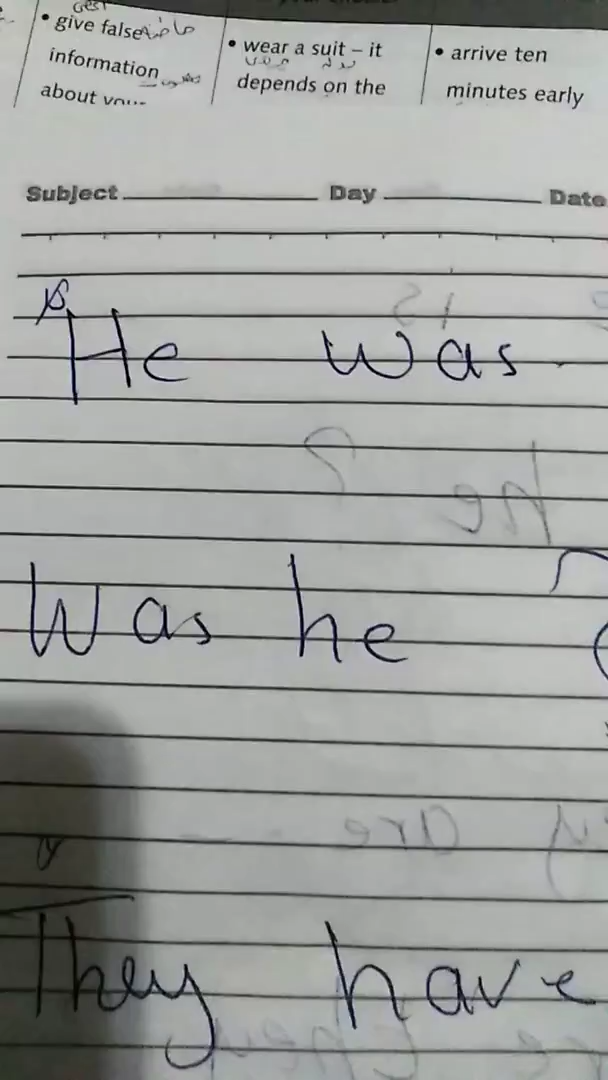 • give false
information
about
• wear a suit – it
depends on the
• arrive ten
minutes early
Subject Day Date
He was
Was he ?
They have